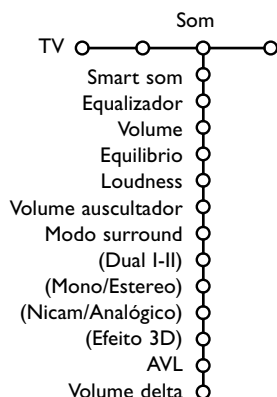 Som
TV
Smart som
Equalizador
Volume
Equilibrio
Loudness
Volume auscultador
Modo surround
(Dual I-II)
(Mono/Estereo)
(Nicam/Analógico)
(Efeito 3D)
AVL
Volume delta